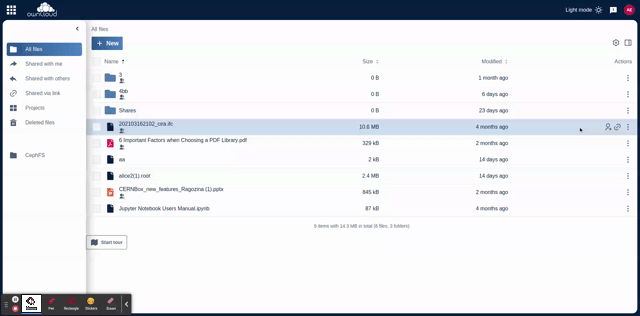 ownCloud
Light mode
All files
All files
+ New
Shared with me
Shared with others
Shared via link
Projects
Deleted files
CephFS
Name
Size
Modified
Actions
3
0 B
1 month ago
4bb
0 B
6 days ago
Shares
0 B
23 days ago
202103162102_cea.ifc
10.6 MB
4 months ago
6 Important Factors when Choosing a PDF Library.pdf
329 kB
2 months ago
aa
2 kB
14 days ago
alice2(1).root
2.4 MB
14 days ago
CERNBox_new_features_Ragozina (1).pptx
845 kB
2 months ago
Jupyter Notebook Users Manual.ipynb
87 kB
4 months ago
9 items with 14.3 MB in total (6 files, 3 folders)
Start tour
Pen
Rectangle
Stickers
Eraser